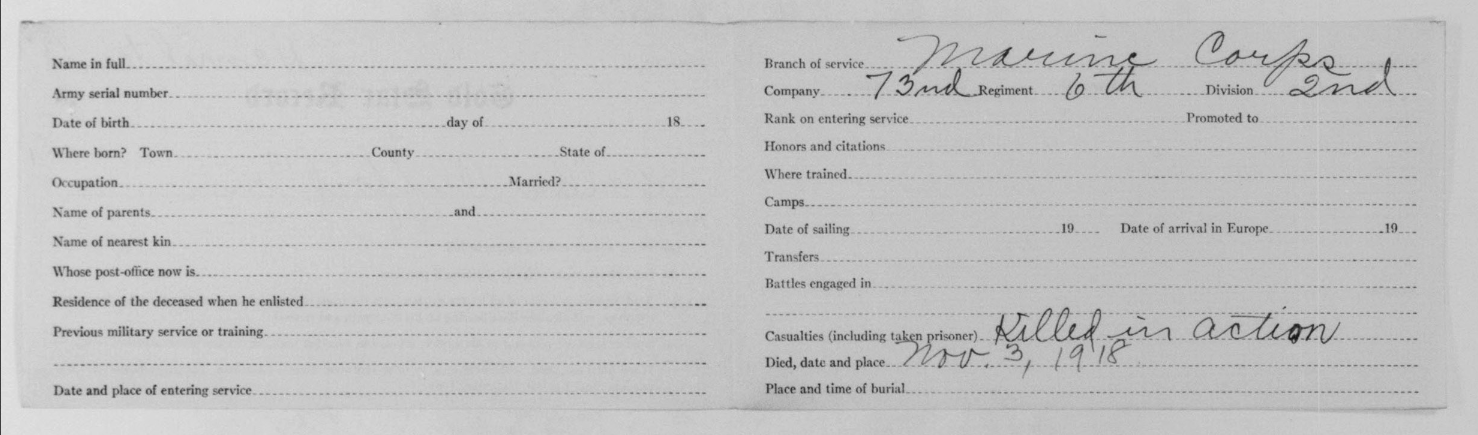 Name in full
Army serial number
Date of birth day of 18
Where born? Town County State of
Occupation Married?
Name of parents and
Name of nearest kin
Whose post-office now is
Residence of the deceased when he enlisted
Previous military service or training
Date and place of entering service
Branch of service Marine Corps
Company 73rd Regiment 6th Division 2nd
Rank on entering service Promoted to
Honors and citations
Where trained
Camps
Date of sailing 19 Date of arrival in Europe 19
Transfers
Battles engaged in
Casualties (including taken prisoner) Killed in action
Died, date and place Nov. 3, 1918
Place and time of burial